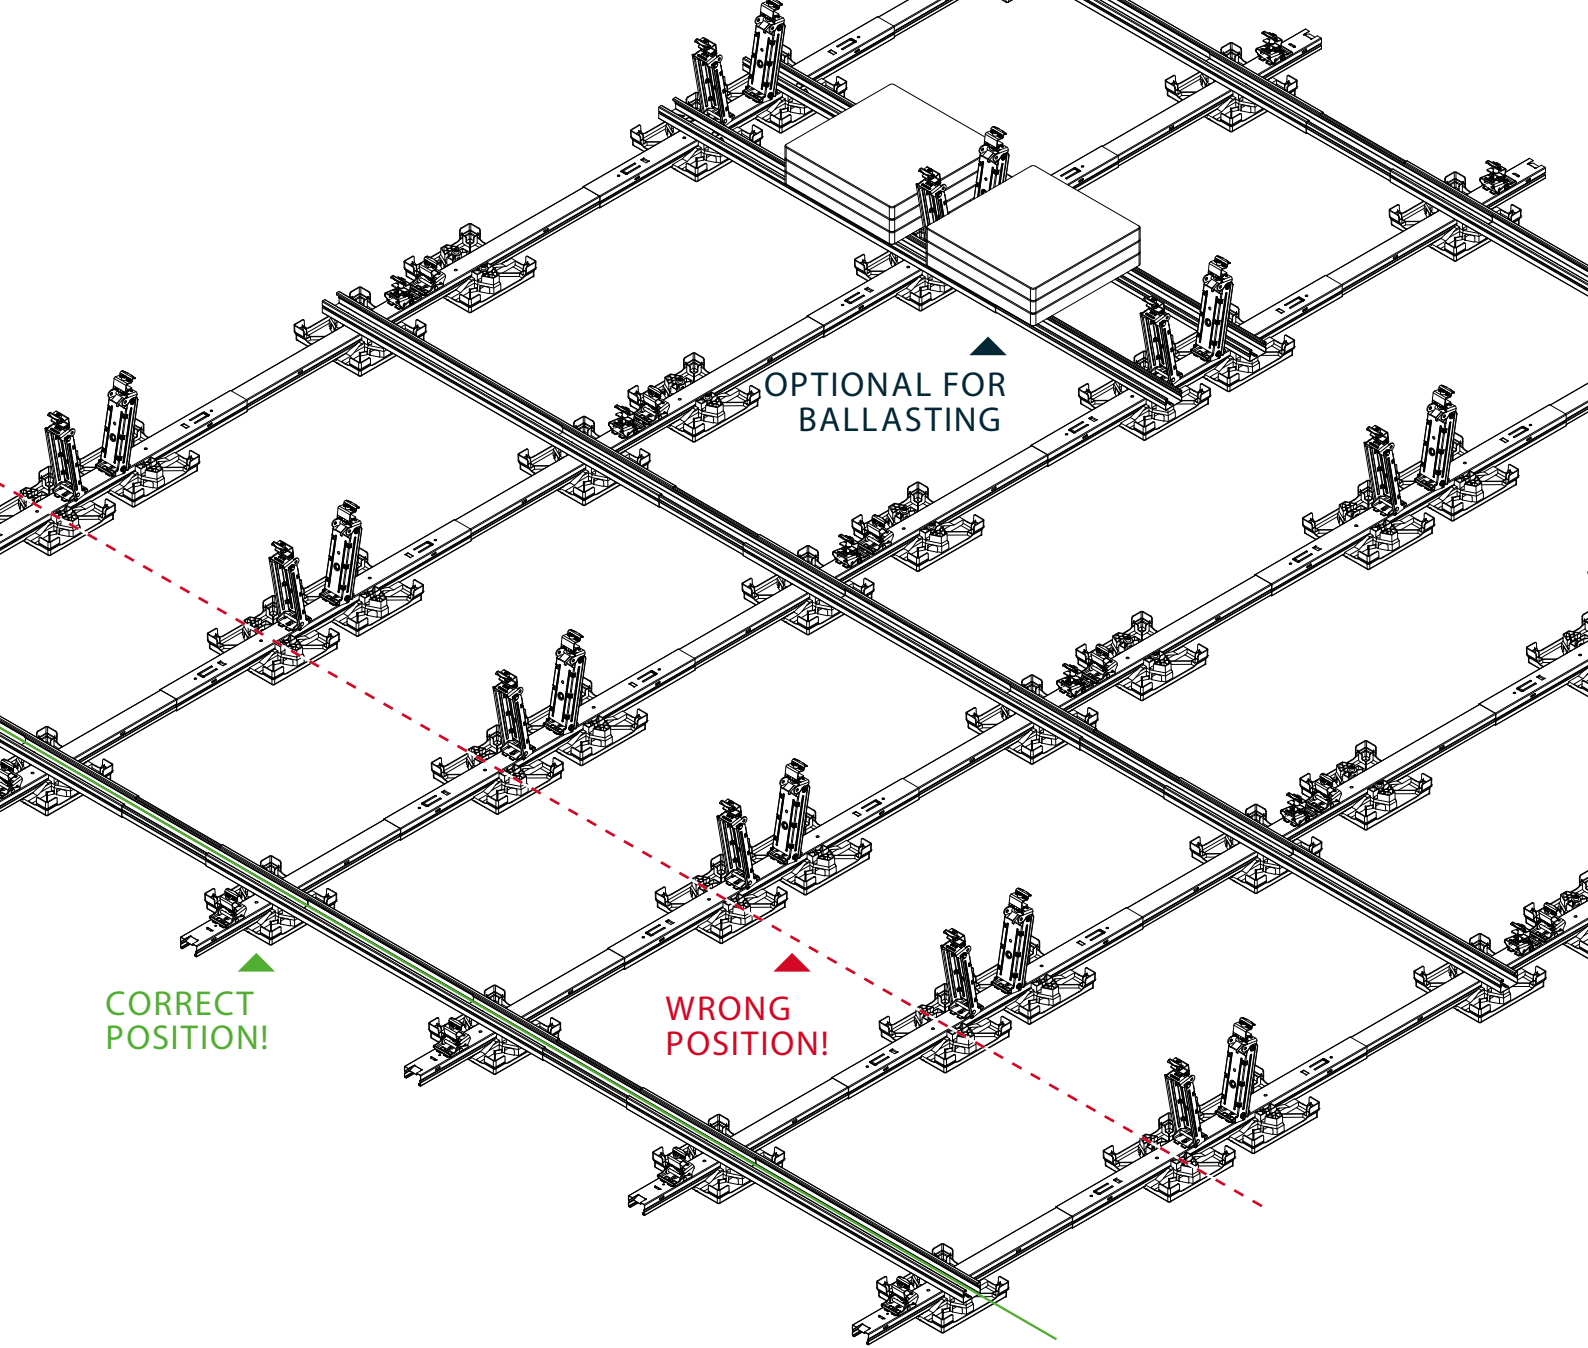 OPTIONAL FOR
BALLASTING
CORRECT
POSITION!
WRONG
POSITION!